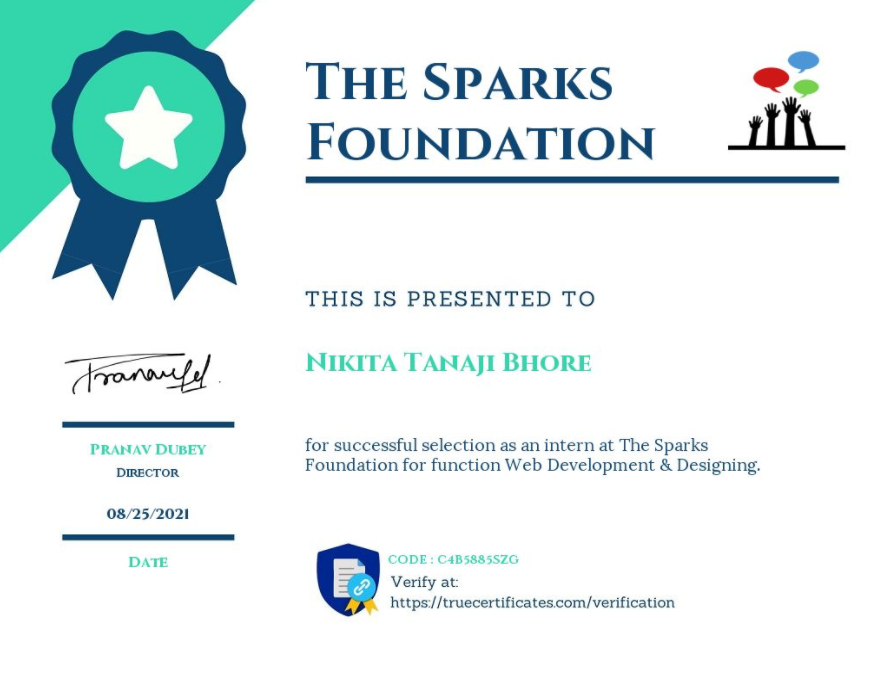 The Sparks
Foundation
THIS IS PRESENTED TO
Nikita Tanaji Bhore
for successful selection as an intern at The Sparks
Foundation for function Web Development & Designing.
Pranav Dubey
Director
08/25/2021
Date
CODE : C4B5885SZG
Verify at:
https://truecertificates.com/verification